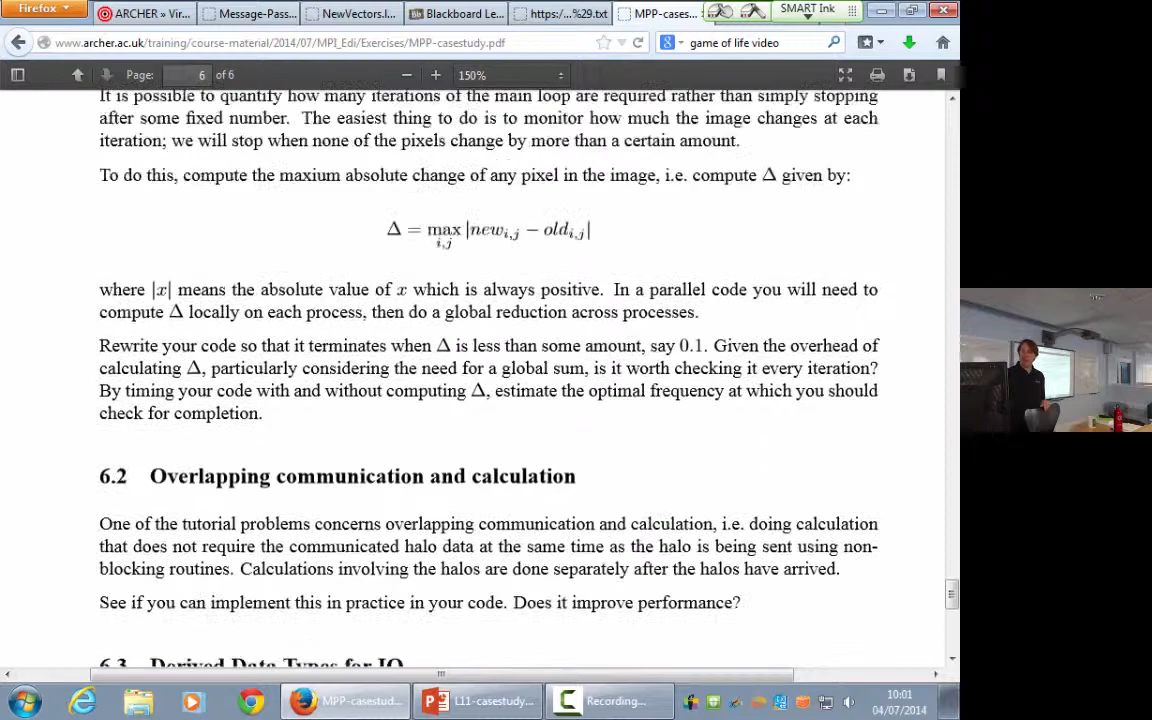 Firefox
ARCHER » Vir...
Message-Pass...
NewVectors.l...
Blackboard Le...
https:/...%29.txt
MPP-cases...
SMART Ink
www.archer.ac.uk/training/course-material/2014/07/MPI_Edi/Exercises/MPP-casestudy.pdf
game of life video
Page: 6 of 6
150%
It is possible to quantify how many iterations of the main loop are required rather than simply stopping
after some fixed number. The easiest thing to do is to monitor how much the image changes at each
iteration; we will stop when none of the pixels change by more than a certain amount.
To do this, compute the maxium absolute change of any pixel in the image, i.e. compute Δ given by:
Δ = max |new i,j − old i,j|
i,j
where |x| means the absolute value of x which is always positive. In a parallel code you will need to
compute Δ locally on each process, then do a global reduction across processes.
Rewrite your code so that it terminates when Δ is less than some amount, say 0.1. Given the overhead of
calculating Δ, particularly considering the need for a global sum, is it worth checking it every iteration?
By timing your code with and without computing Δ, estimate the optimal frequency at which you should
check for completion.
6.2 Overlapping communication and calculation
One of the tutorial problems concerns overlapping communication and calculation, i.e. doing calculation
that does not require the communicated halo data at the same time as the halo is being sent using non-
blocking routines. Calculations involving the halos are done separately after the halos have arrived.
See if you can implement this in practice in your code. Does it improve performance?
6.3 Derived Data Types for IO
MPP-casestud...
L11-casestudy...
Recording...
10:01
04/07/2014